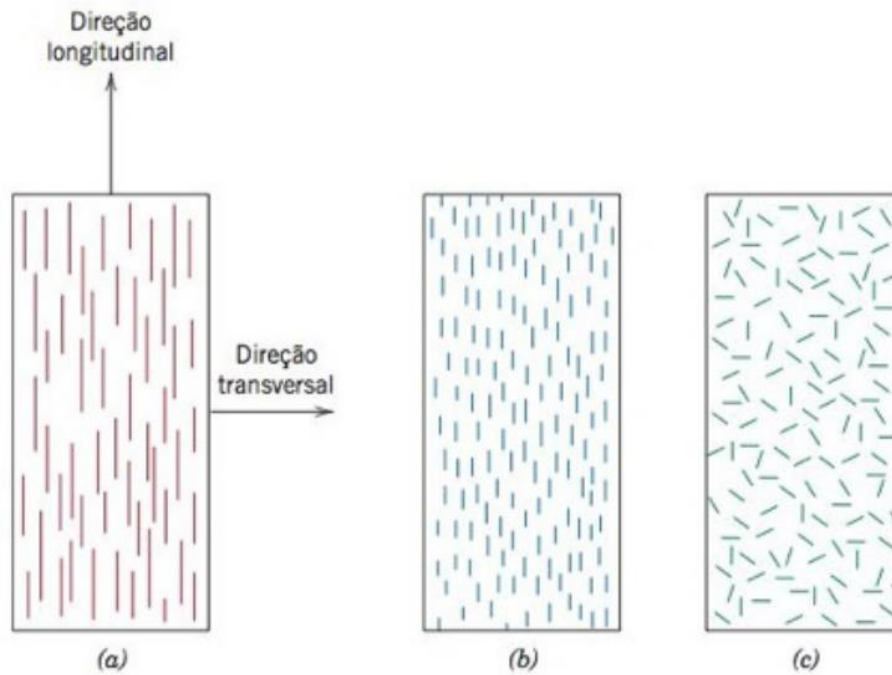 Direção
longitudinal
Direção
transversal
(a)
(b)
(c)